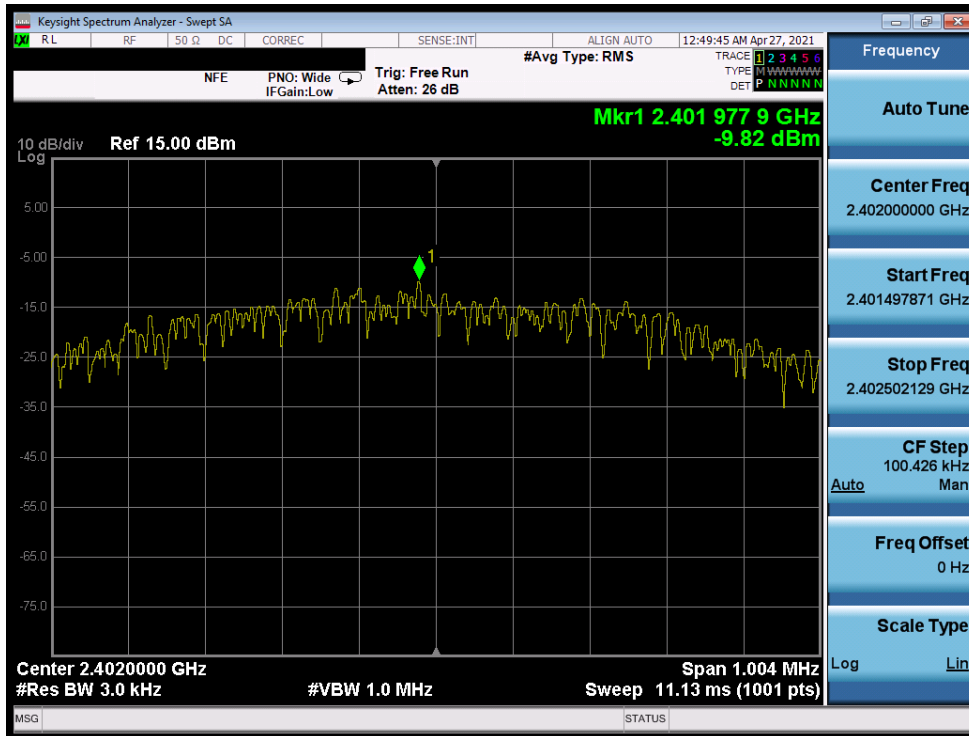 Keysight Spectrum Analyzer - Swept SA
LXI RL RF 50 Ω DC CORREC SENSE:INT ALIGN AUTO 12:49:45 AM Apr 27, 2021
#Avg Type: RMS TRACE 1 2 3 4 5 6
NFE PNO: Wide Trig: Free Run TYPE M WWWWW
IFGain:Low Atten: 26 dB DET P N N N N N
Mkr1 2.401 977 9 GHz
10 dB/div Ref 15.00 dBm -9.82 dBm
Log
1
5.00
-5.00
-15.0
-25.0
-35.0
-45.0
-55.0
-65.0
-75.0
Center 2.4020000 GHz Span 1.004 MHz
#Res BW 3.0 kHz #VBW 1.0 MHz Sweep 11.13 ms (1001 pts)
MSG STATUS
Frequency
Auto Tune
Center Freq
2.402000000 GHz
Start Freq
2.401497871 GHz
Stop Freq
2.402502129 GHz
CF Step
100.426 kHz
Auto Man
Freq Offset
0 Hz
Scale Type
Log Lin